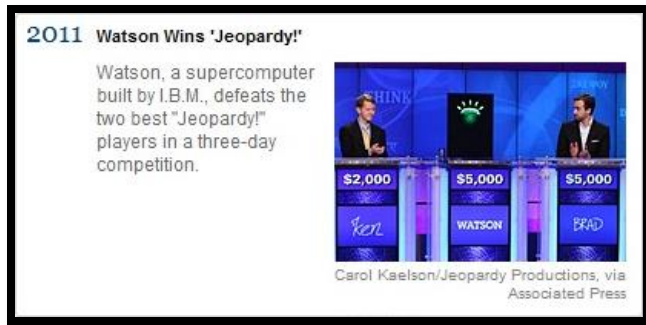 2011 Watson Wins 'Jeopardy!'
Watson, a supercomputer
built by I.B.M., defeats the
two best "Jeopardy!"
players in a three-day
competition.
THINK
$2,000 $5,000 $5,000
Ken WATSON BRAD
Carol Kaelson/Jeopardy Productions, via
Associated Press